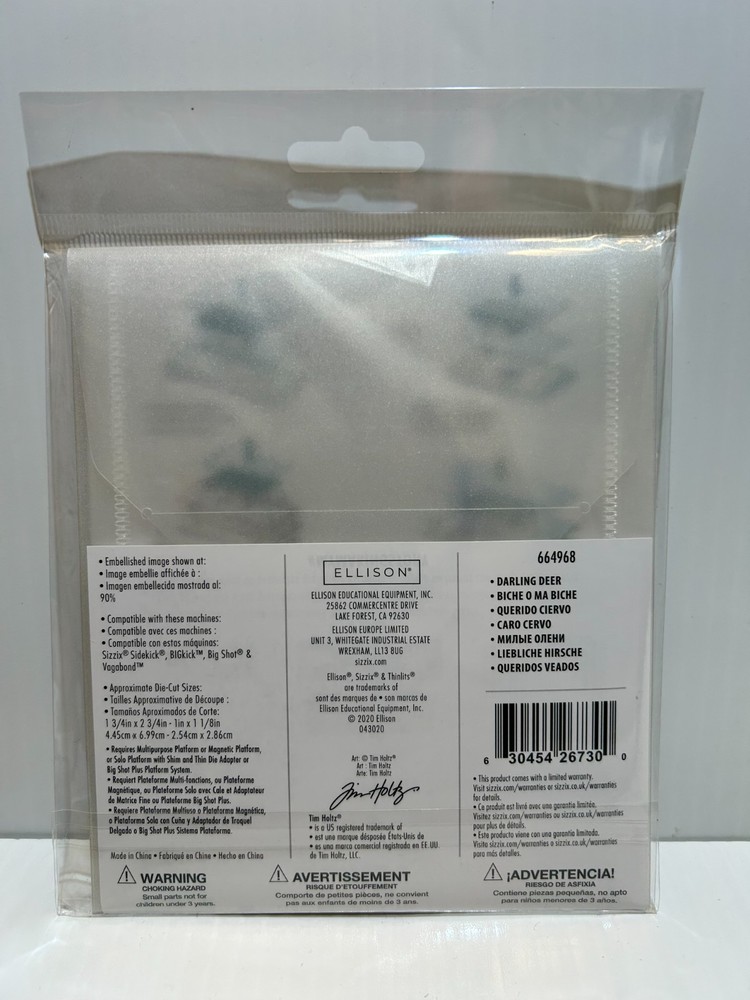 • Embellished image shown at:
• Image embellie affichée à :
• Imagen embellecida mostrada al:
90%
• Compatible with these machines:
• Compatible avec ces machines :
• Compatible con estas máquinas:
Sizzix® Sidekick®, BIGkick™, Big Shot® &
Vagabond™
• Approximate Die-Cut Sizes:
• Tailles Approximative de Découpe :
• Tamaños Aproximados de Corte:
1 3/4in x 2 3/4in - 1in x 1 1/8in
4.45cm x 6.99cm - 2.54cm x 2.86cm
• Requires Multipurpose Platform or Magnetic Platform,
or Solo Platform with Shim and Thin Die Adapter or
Big Shot Plus Platform System.
• Requiert Plateforme Multi-fonctions, ou Plateforme
Magnétique, ou Plateforme Solo avec Cale et Adaptateur
de Matrice Fine ou Plateforme Big Shot Plus.
• Requiere Plataforma Multiuso o Plataforma Magnética,
o Plataforma Solo con Cuña y Adaptador de Troquel
Delgado o Big Shot Plus Sistema Plataforma.
Made in China • Fabriqué en Chine • Hecho en China
ELLISON®
ELLISON EDUCATIONAL EQUIPMENT, INC.
25862 COMMERCENTRE DRIVE
LAKE FOREST, CA 92630
ELLISON EUROPE LIMITED
UNIT 3, WHITEGATE INDUSTRIAL ESTATE
WREXHAM, LL13 8UG
sizzix.com
Ellison®, Sizzix® & Thinlits®
are trademarks of
sont des marques de • son marcas de
Ellison Educational Equipment, Inc.
© 2020 Ellison
043020
Art: © Tim Holtz®
Art : Tim Holtz
Arte: Tim Holtz
Tim Holtz
Tim Holtz®
• is a US registered trademark of
• est une marque déposée États-Unis de
• es una marca comercial registrada en EE.UU.
de Tim Holtz, LLC.
664968
• DARLING DEER
• BICHE O MA BICHE
• QUERIDO CIERVO
• CARO CERVO
• МИЛЫЕ ОЛЕНИ
• LIEBLICHE HIRSCHE
• QUERIDOS VEADOS
6 30454 26730 0
• This product comes with a limited warranty.
Visit sizzix.com/warranties or sizzix.co.uk/warranties
for details.
• Ce produit est livré avec une garantie limitée.
Visitez sizzix.com/warranties ou sizzix.co.uk/warranties
pour plus de détails.
• Este producto viene con una garantía limitada.
Visite sizzix.com/warranties o sizzix.co.uk/warranties
para más detalles.
WARNING
CHOKING HAZARD
Small parts not for
children under 3 years.
AVERTISSEMENT
RISQUE D'ETOUFFEMENT
Comporte de petites pièces, ne convient
pas aux enfants de moins de 3 ans.
¡ADVERTENCIA!
RIESGO DE ASFIXIA
Contiene piezas pequeñas, no apto
para niños menores de 3 años.